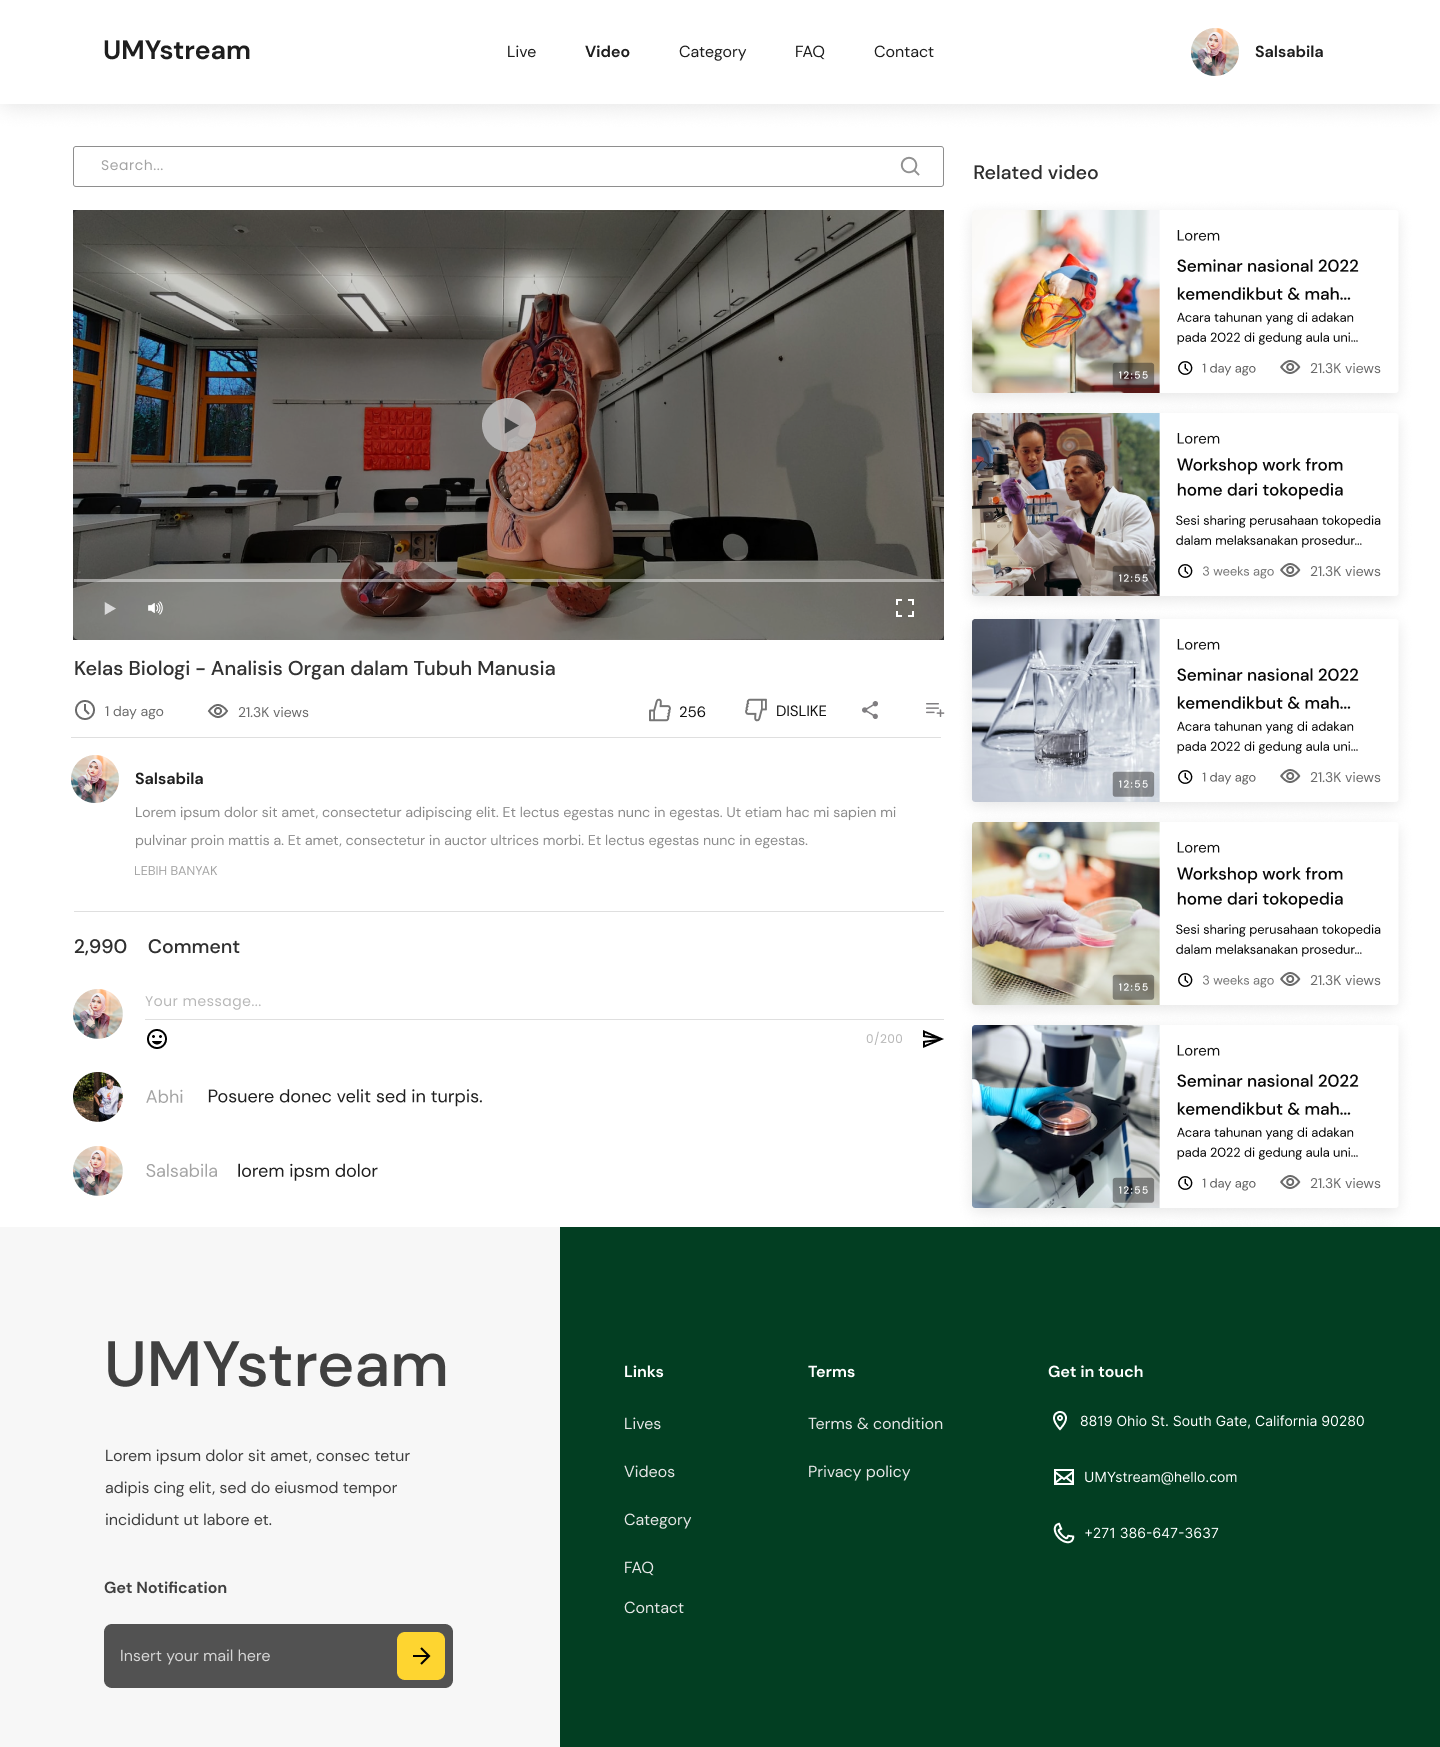 UMYstream
Live
Video
Category
FAQ
Contact
Salsabila
Search...
Kelas Biologi - Analisis Organ dalam Tubuh Manusia
1 day ago
21.3K views
256
DISLIKE
Salsabila
Lorem ipsum dolor sit amet, consectetur adipiscing elit. Et lectus egestas nunc in egestas. Ut etiam hac mi sapien mi
pulvinar proin mattis a. Et amet, consectetur in auctor ultrices morbi. Et lectus egestas nunc in egestas.
LEBIH BANYAK
2,990 Comment
Your message...
0/200
Abhi Posuere donec velit sed in turpis.
Salsabila lorem ipsm dolor
Related video
Lorem
Seminar nasional 2022
kemendikbut & mah...
Acara tahunan yang di adakan
pada 2022 di gedung aula uni...
12:55
1 day ago
21.3K views
Lorem
Workshop work from
home dari tokopedia
Sesi sharing perusahaan tokopedia
dalam melaksanakan prosedur...
12:55
3 weeks ago
21.3K views
Lorem
Seminar nasional 2022
kemendikbut & mah...
Acara tahunan yang di adakan
pada 2022 di gedung aula uni...
12:55
1 day ago
21.3K views
Lorem
Workshop work from
home dari tokopedia
Sesi sharing perusahaan tokopedia
dalam melaksanakan prosedur...
12:55
3 weeks ago
21.3K views
Lorem
Seminar nasional 2022
kemendikbut & mah...
Acara tahunan yang di adakan
pada 2022 di gedung aula uni...
12:55
1 day ago
21.3K views
UMYstream
Lorem ipsum dolor sit amet, consec tetur
adipis cing elit, sed do eiusmod tempor
incididunt ut labore et.
Get Notification
Insert your mail here
Links
Lives
Videos
Category
FAQ
Contact
Terms
Terms & condition
Privacy policy
Get in touch
8819 Ohio St. South Gate, California 90280
UMYstream@hello.com
+271 386-647-3637